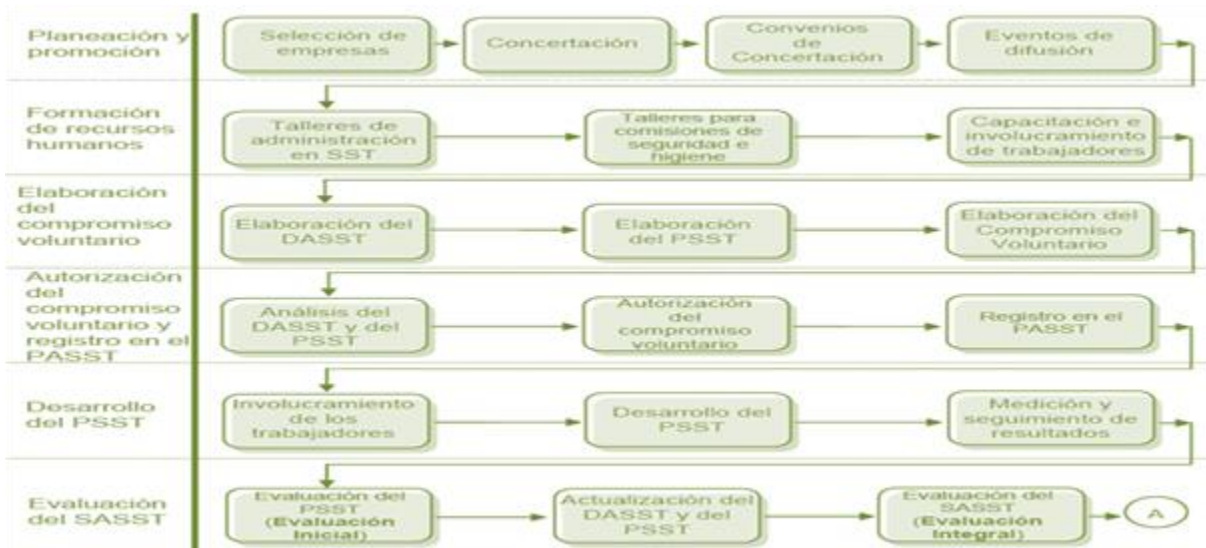 Planeación y
promoción
Selección de
empresas
Concertación
Convenios
de
Concertación
Eventos de
difusión
Formación
de recursos
humanos
Talleres de
administración
en SST
Talleres para
comisiones de
seguridad e
higiene
Capacitación e
involucramiento
de trabajadores
Elaboración
del
compromiso
voluntario
Elaboración del
DASST
Elaboración
del PSST
Elaboración del
Compromiso
Voluntario
Autorización
del
compromiso
voluntario y
registro en el
PASST
Análisis del
DASST y del
PSST
Autorización
del
compromiso
voluntario
Registro en el
PASST
Desarrollo
del PSST
Involucramiento
de los
trabajadores
Desarrollo del
PSST
Medición y
seguimiento de
resultados
Evaluación
del SASST
Evaluación del
PSST
(Evaluación
Inicial)
Actualización del
DASST y del
PSST
Evaluación del
SASST
(Evaluación
Integral)
A